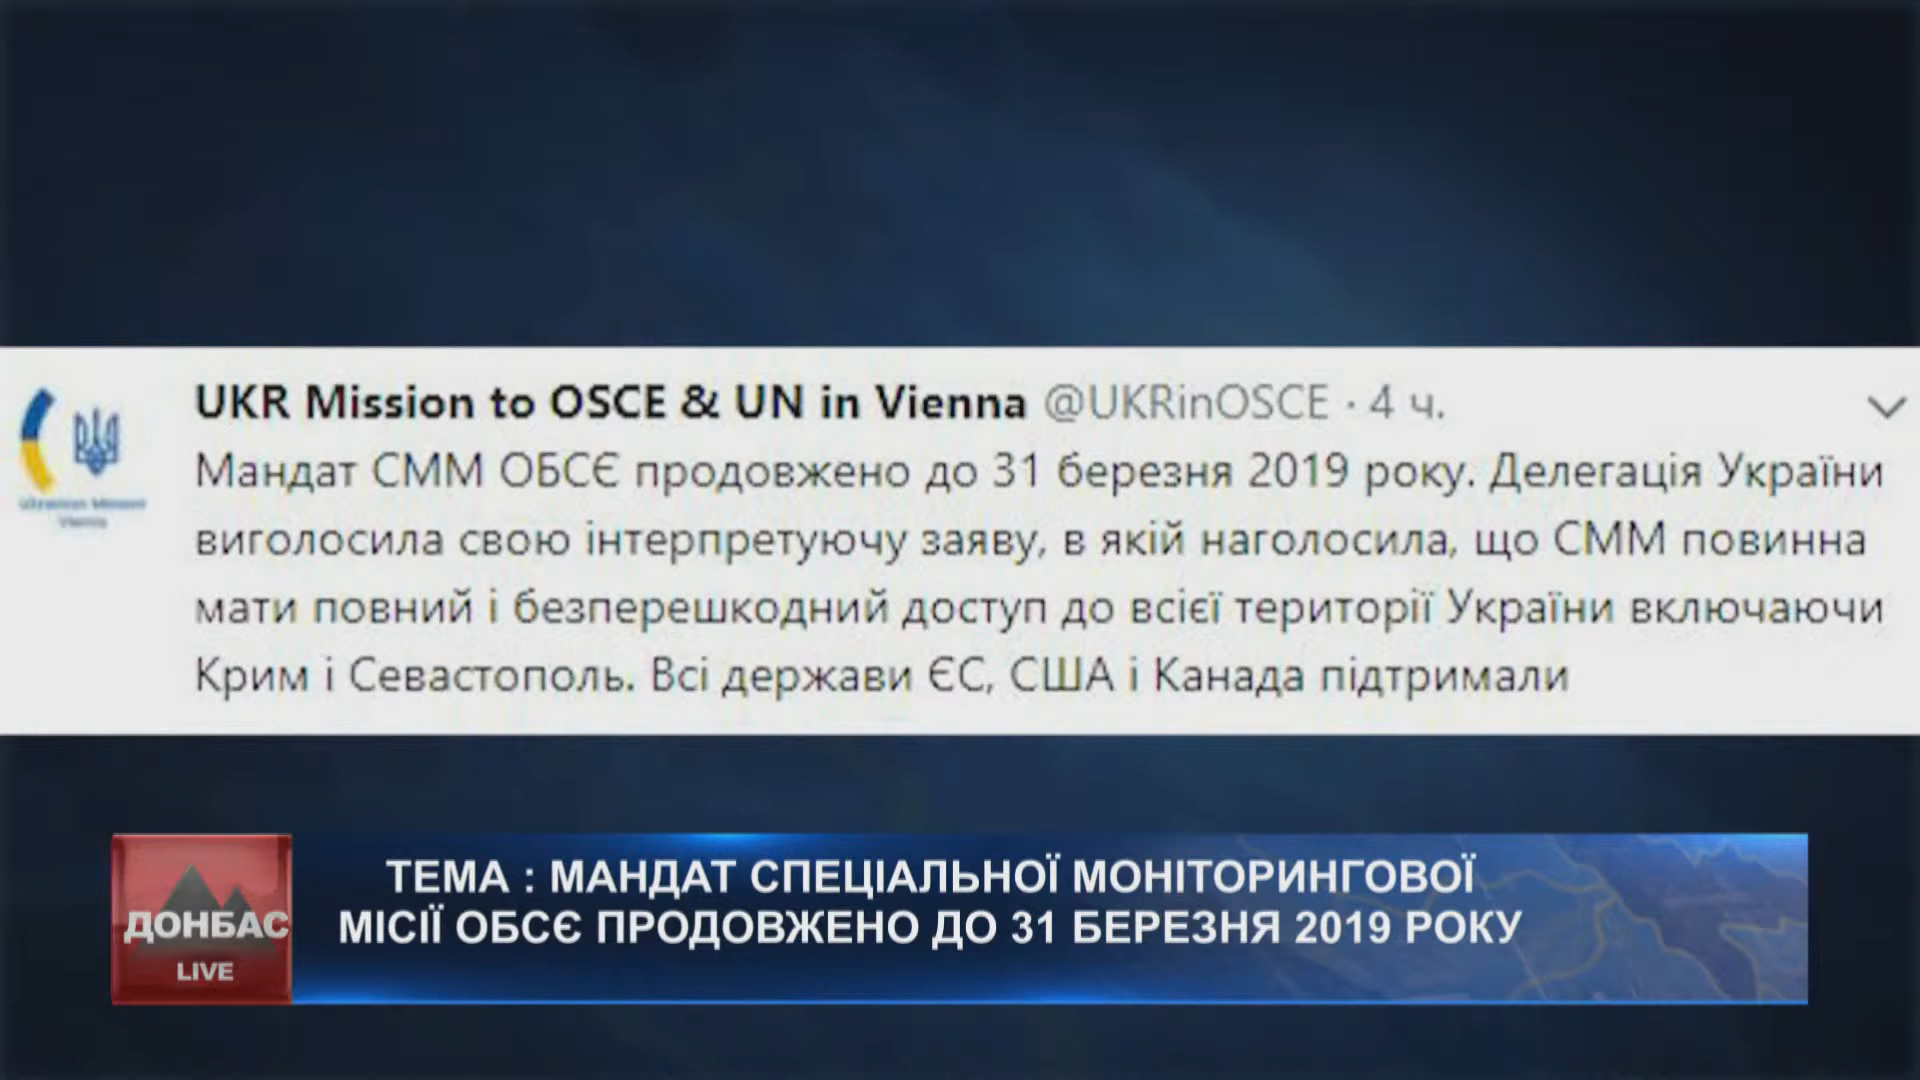 UKR Mission to OSCE & UN in Vienna @UKRinOSCE · 4 ч.
Мандат СММ ОБСЄ продовжено до 31 березня 2019 року. Делегація України
виголосила свою інтерпретуючу заяву, в якій наголосила, що СММ повинна
мати повний і безперешкодний доступ до всієї території України включаючи
Крим і Севастополь. Всі держави ЄС, США і Канада підтримали
Ukrainian Mission
Vienna
ТЕМА : МАНДАТ СПЕЦІАЛЬНОЇ МОНІТОРИНГОВОЇ
МІСІЇ ОБСЄ ПРОДОВЖЕНО ДО 31 БЕРЕЗНЯ 2019 РОКУ
ДОНБАС
LIVE